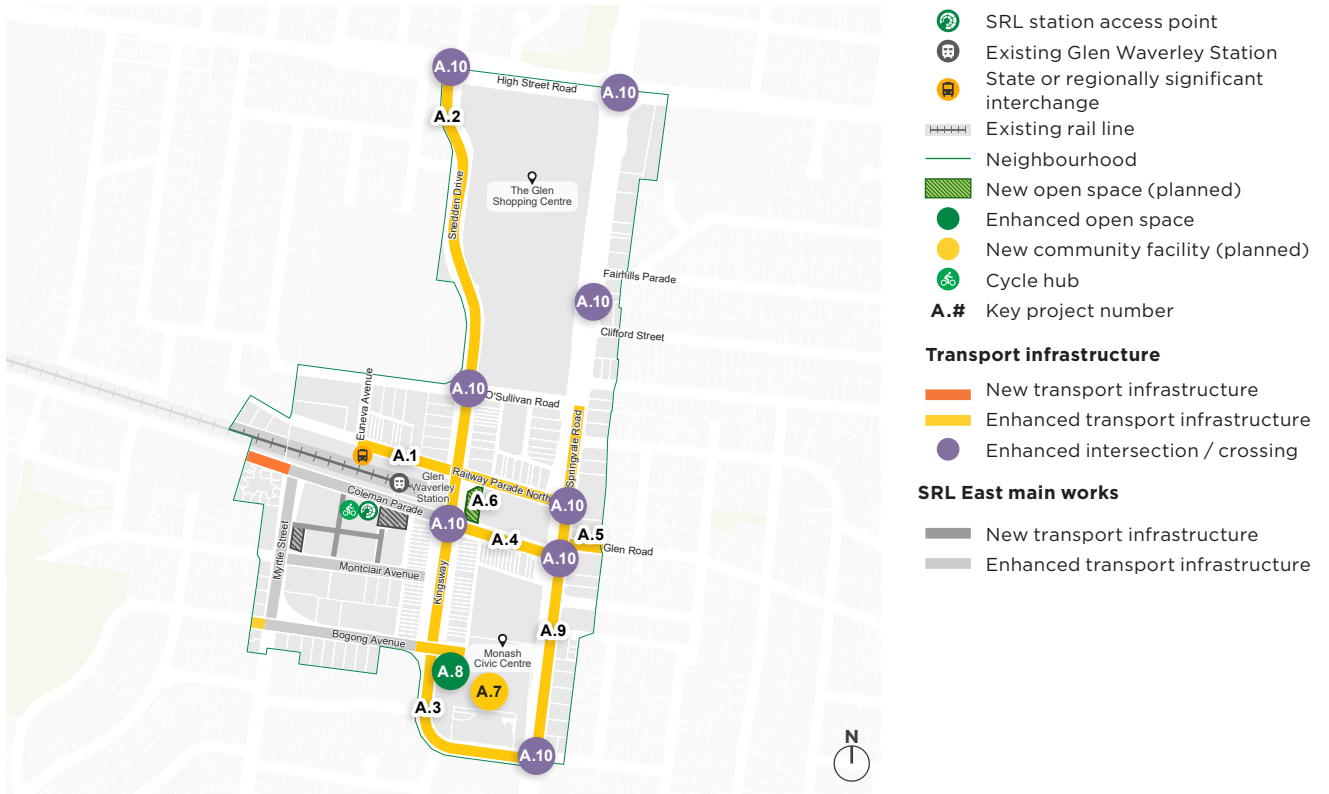 A.10
High Street Road
A.10
A.2
Snedden Drive
The Glen
Shopping Centre
Fairhills Parade
A.10
Clifford Street
A.10
O'Sullivan Road
Euneva Avenue
Springvale Road
A.1
Railway Parade North
Glen
Waverley
Station
A.6
A.10
Coleman Parade
A.10
A.4
A.5
Glen Road
A.10
Myrtle Street
Montclair Avenue
Kingsway
A.9
Bogong Avenue
Monash
Civic Centre
A.8
A.7
A.3
A.10
N
SRL station access point
Existing Glen Waverley Station
State or regionally significant
interchange
Existing rail line
Neighbourhood
New open space (planned)
Enhanced open space
New community facility (planned)
Cycle hub
A.# Key project number
Transport infrastructure
New transport infrastructure
Enhanced transport infrastructure
Enhanced intersection / crossing
SRL East main works
New transport infrastructure
Enhanced transport infrastructure